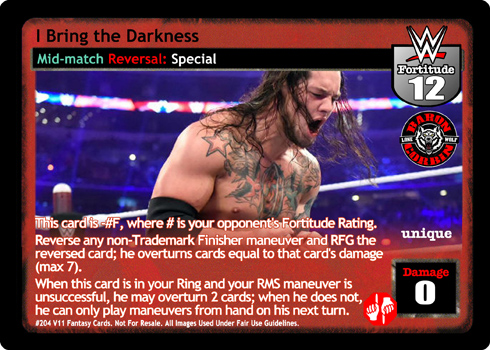 I Bring the Darkness
Mid-match Reversal: Special
W
Fortitude
12
BARON
LONE WOLF
CORBIN
This card is -#F, where # is your opponent's Fortitude Rating.
Reverse any non-Trademark Finisher maneuver and RFG the
reversed card; he overturns cards equal to that card's damage
(max 7).
When this card is in your Ring and your RMS maneuver is
unsuccessful, he may overturn 2 cards; when he does not,
he can only play maneuvers from hand on his next turn.
#204 V11 Fantasy Cards. Not For Resale. All Images Used Under Fair Use Guidelines.
unique
Damage
0